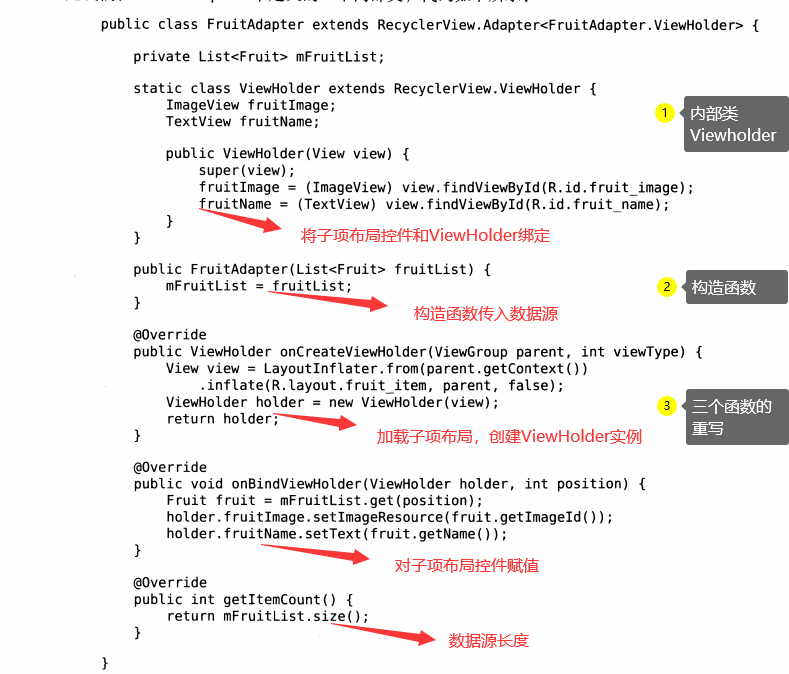 public class FruitAdapter extends RecyclerView.Adapter<FruitAdapter.ViewHolder> {
private List<Fruit> mFruitList;
static class ViewHolder extends RecyclerView.ViewHolder {
ImageView fruitImage;
TextView fruitName;
1 内部类
Viewholder
public ViewHolder(View view) {
super(view);
fruitImage = (ImageView) view.findViewById(R.id.fruit_image);
fruitName = (TextView) view.findViewById(R.id.fruit_name);
}
将子项布局控件和ViewHolder绑定
}
public FruitAdapter(List<Fruit> fruitList) {
mFruitList = fruitList;
2 构造函数
}
构造函数传入数据源
@Override
public ViewHolder onCreateViewHolder(ViewGroup parent, int viewType) {
View view = LayoutInflater.from(parent.getContext())
.inflate(R.layout.fruit_item, parent, false);
ViewHolder holder = new ViewHolder(view);
return holder;
3 三个函数的
重写
}
加载子项布局，创建ViewHolder实例
@Override
public void onBindViewHolder(ViewHolder holder, int position) {
Fruit fruit = mFruitList.get(position);
holder.fruitImage.setImageResource(fruit.getImageId());
holder.fruitName.setText(fruit.getName());
}
对子项布局控件赋值
@Override
public int getItemCount() {
return mFruitList.size();
}
数据源长度
}